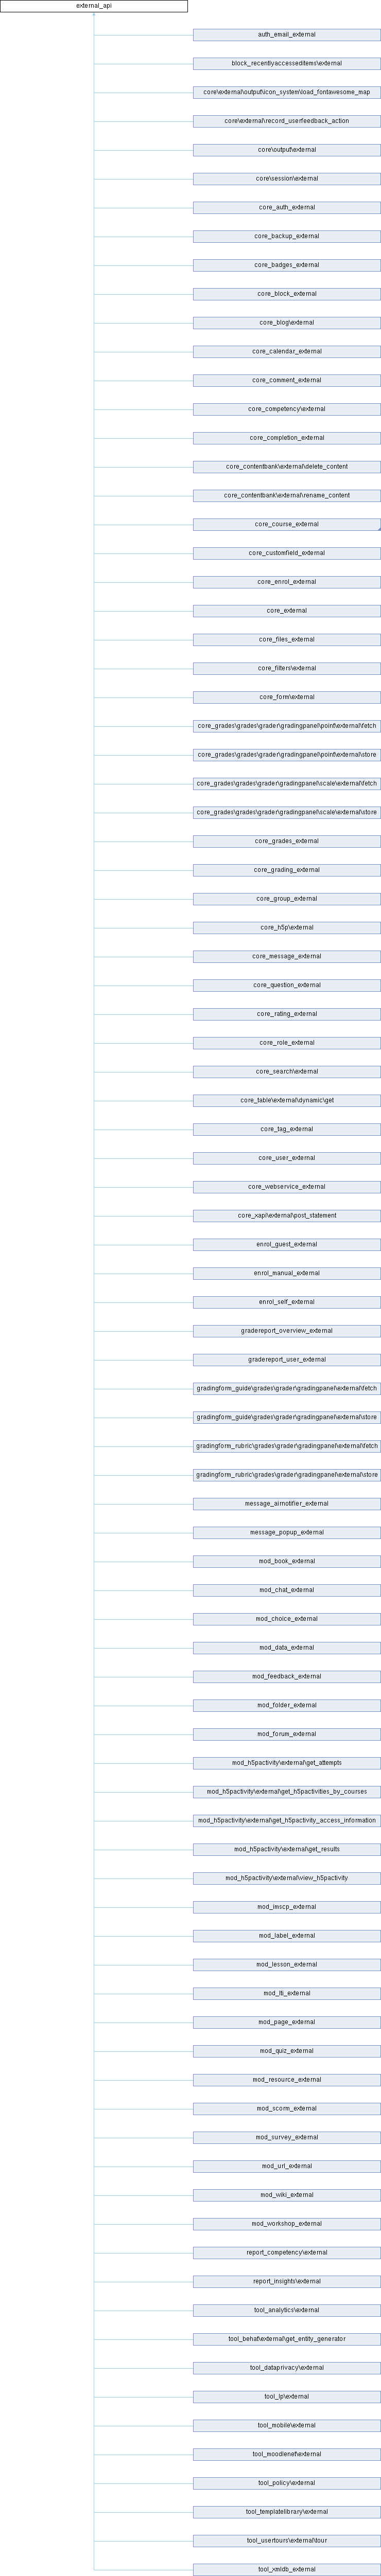 external_api
auth_email_external
block_recentlyaccesseditems\external
core\external\output\icon_system\load_fontawesome_map
core\external\record_userfeedback_action
core\output\external
core\session\external
core_auth_external
core_backup_external
core_badges_external
core_block_external
core_blog\external
core_calendar_external
core_comment_external
core_competency\external
core_completion_external
core_contentbank\external\delete_content
core_contentbank\external\rename_content
core_course_external
core_customfield_external
core_enrol_external
core_external
core_files_external
core_filters\external
core_form\external
core_grades\grades\grader\gradingpanel\point\external\fetch
core_grades\grades\grader\gradingpanel\point\external\store
core_grades\grades\grader\gradingpanel\scale\external\fetch
core_grades\grades\grader\gradingpanel\scale\external\store
core_grades_external
core_grading_external
core_group_external
core_h5p\external
core_message_external
core_question_external
core_rating_external
core_role_external
core_search\external
core_table\external\dynamic\get
core_tag_external
core_user_external
core_webservice_external
core_xapi\external\post_statement
enrol_guest_external
enrol_manual_external
enrol_self_external
gradereport_overview_external
gradereport_user_external
gradingform_guide\grades\grader\gradingpanel\external\fetch
gradingform_guide\grades\grader\gradingpanel\external\store
gradingform_rubric\grades\grader\gradingpanel\external\fetch
gradingform_rubric\grades\grader\gradingpanel\external\store
message_airnotifier_external
message_popup_external
mod_book_external
mod_chat_external
mod_choice_external
mod_data_external
mod_feedback_external
mod_folder_external
mod_forum_external
mod_h5pactivity\external\get_attempts
mod_h5pactivity\external\get_h5pactivities_by_courses
mod_h5pactivity\external\get_h5pactivity_access_information
mod_h5pactivity\external\get_results
mod_h5pactivity\external\view_h5pactivity
mod_imscp_external
mod_label_external
mod_lesson_external
mod_lti_external
mod_page_external
mod_quiz_external
mod_resource_external
mod_scorm_external
mod_survey_external
mod_url_external
mod_wiki_external
mod_workshop_external
report_competency\external
report_insights\external
tool_analytics\external
tool_behat\external\get_entity_generator
tool_dataprivacy\external
tool_lp\external
tool_mobile\external
tool_moodlenet\external
tool_policy\external
tool_templatelibrary\external
tool_usertours\external\tour
tool_xmldb_external